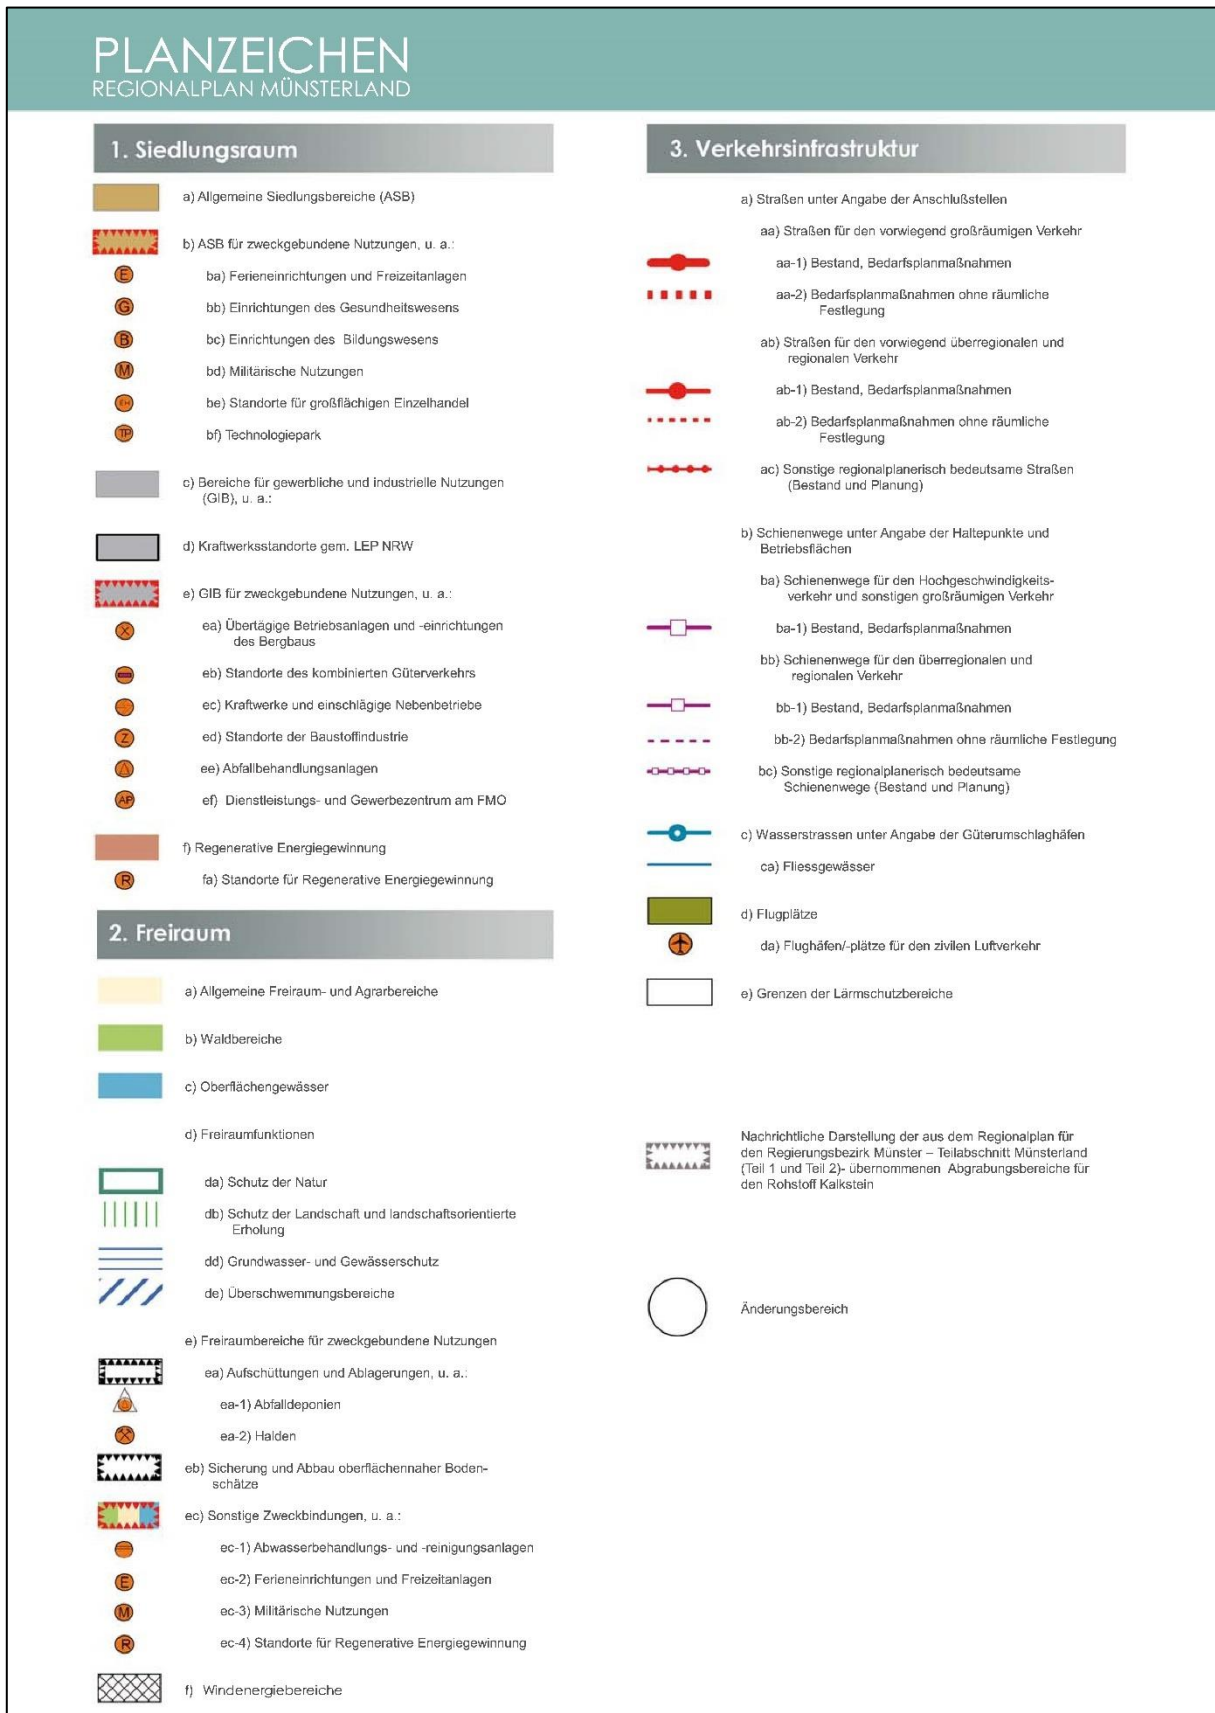 PLANZEICHEN
REGIONALPLAN MÜNSTERLAND
1. Siedlungsraum
a) Allgemeine Siedlungsbereiche (ASB)
b) ASB für zweckgebundene Nutzungen, u. a.:
E
ba) Ferieneinrichtungen und Freizeitanlagen
G
bb) Einrichtungen des Gesundheitswesens
B
bc) Einrichtungen des Bildungswesens
M
bd) Militärische Nutzungen
EH
be) Standorte für großflächigen Einzelhandel
TP
bf) Technologiepark
c) Bereiche für gewerbliche und industrielle Nutzungen
(GIB), u. a.:
d) Kraftwerksstandorte gem. LEP NRW
e) GIB für zweckgebundene Nutzungen, u. a.:
ea) Übertägige Betriebsanlagen und -einrichtungen
des Bergbaus
eb) Standorte des kombinierten Güterverkehrs
ec) Kraftwerke und einschlägige Nebenbetriebe
Z
ed) Standorte der Baustoffindustrie
ee) Abfallbehandlungsanlagen
AP
ef) Dienstleistungs- und Gewerbezentrum am FMO
f) Regenerative Energiegewinnung
R
fa) Standorte für Regenerative Energiegewinnung
2. Freiraum
a) Allgemeine Freiraum- und Agrarbereiche
b) Waldbereiche
c) Oberflächengewässer
d) Freiraumfunktionen
da) Schutz der Natur
db) Schutz der Landschaft und landschaftsorientierte
Erholung
dd) Grundwasser- und Gewässerschutz
de) Überschwemmungsbereiche
e) Freiraumbereiche für zweckgebundene Nutzungen
ea) Aufschüttungen und Ablagerungen, u. a.:
ea-1) Abfalldeponien
ea-2) Halden
eb) Sicherung und Abbau oberflächennaher Boden-
schätze
ec) Sonstige Zweckbindungen, u. a.:
ec-1) Abwasserbehandlungs- und -reinigungsanlagen
E
ec-2) Ferieneinrichtungen und Freizeitanlagen
M
ec-3) Militärische Nutzungen
R
ec-4) Standorte für Regenerative Energiegewinnung
f) Windenergiebereiche
3. Verkehrsinfrastruktur
a) Straßen unter Angabe der Anschlußstellen
aa) Straßen für den vorwiegend großräumigen Verkehr
aa-1) Bestand, Bedarfsplanmaßnahmen
aa-2) Bedarfsplanmaßnahmen ohne räumliche
Festlegung
ab) Straßen für den vorwiegend überregionalen und
regionalen Verkehr
ab-1) Bestand, Bedarfsplanmaßnahmen
ab-2) Bedarfsplanmaßnahmen ohne räumliche
Festlegung
ac) Sonstige regionalplanerisch bedeutsame Straßen
(Bestand und Planung)
b) Schienenwege unter Angabe der Haltepunkte und
Betriebsflächen
ba) Schienenwege für den Hochgeschwindigkeits-
verkehr und sonstigen großräumigen Verkehr
ba-1) Bestand, Bedarfsplanmaßnahmen
bb) Schienenwege für den überregionalen und
regionalen Verkehr
bb-1) Bestand, Bedarfsplanmaßnahmen
bb-2) Bedarfsplanmaßnahmen ohne räumliche Festlegung
bc) Sonstige regionalplanerisch bedeutsame
Schienenwege (Bestand und Planung)
c) Wasserstrassen unter Angabe der Güterumschlaghäfen
ca) Fliessgewässer
d) Flugplätze
da) Flughäfen/-plätze für den zivilen Luftverkehr
e) Grenzen der Lärmschutzbereiche
Nachrichtliche Darstellung der aus dem Regionalplan für
den Regierungsbezirk Münster – Teilabschnitt Münsterland
(Teil 1 und Teil 2)- übernommenen Abgrabungsbereiche für
den Rohstoff Kalkstein
Änderungsbereich